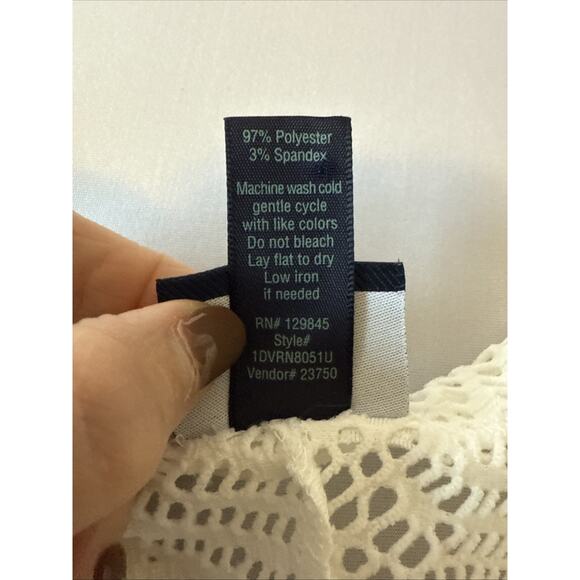 97% Polyester
3% Spandex
Machine wash cold
gentle cycle
with like colors
Do not bleach
Lay flat to dry
Low iron
if needed
RN# 129845
Style#
1DVRN8051U
Vendor# 23750